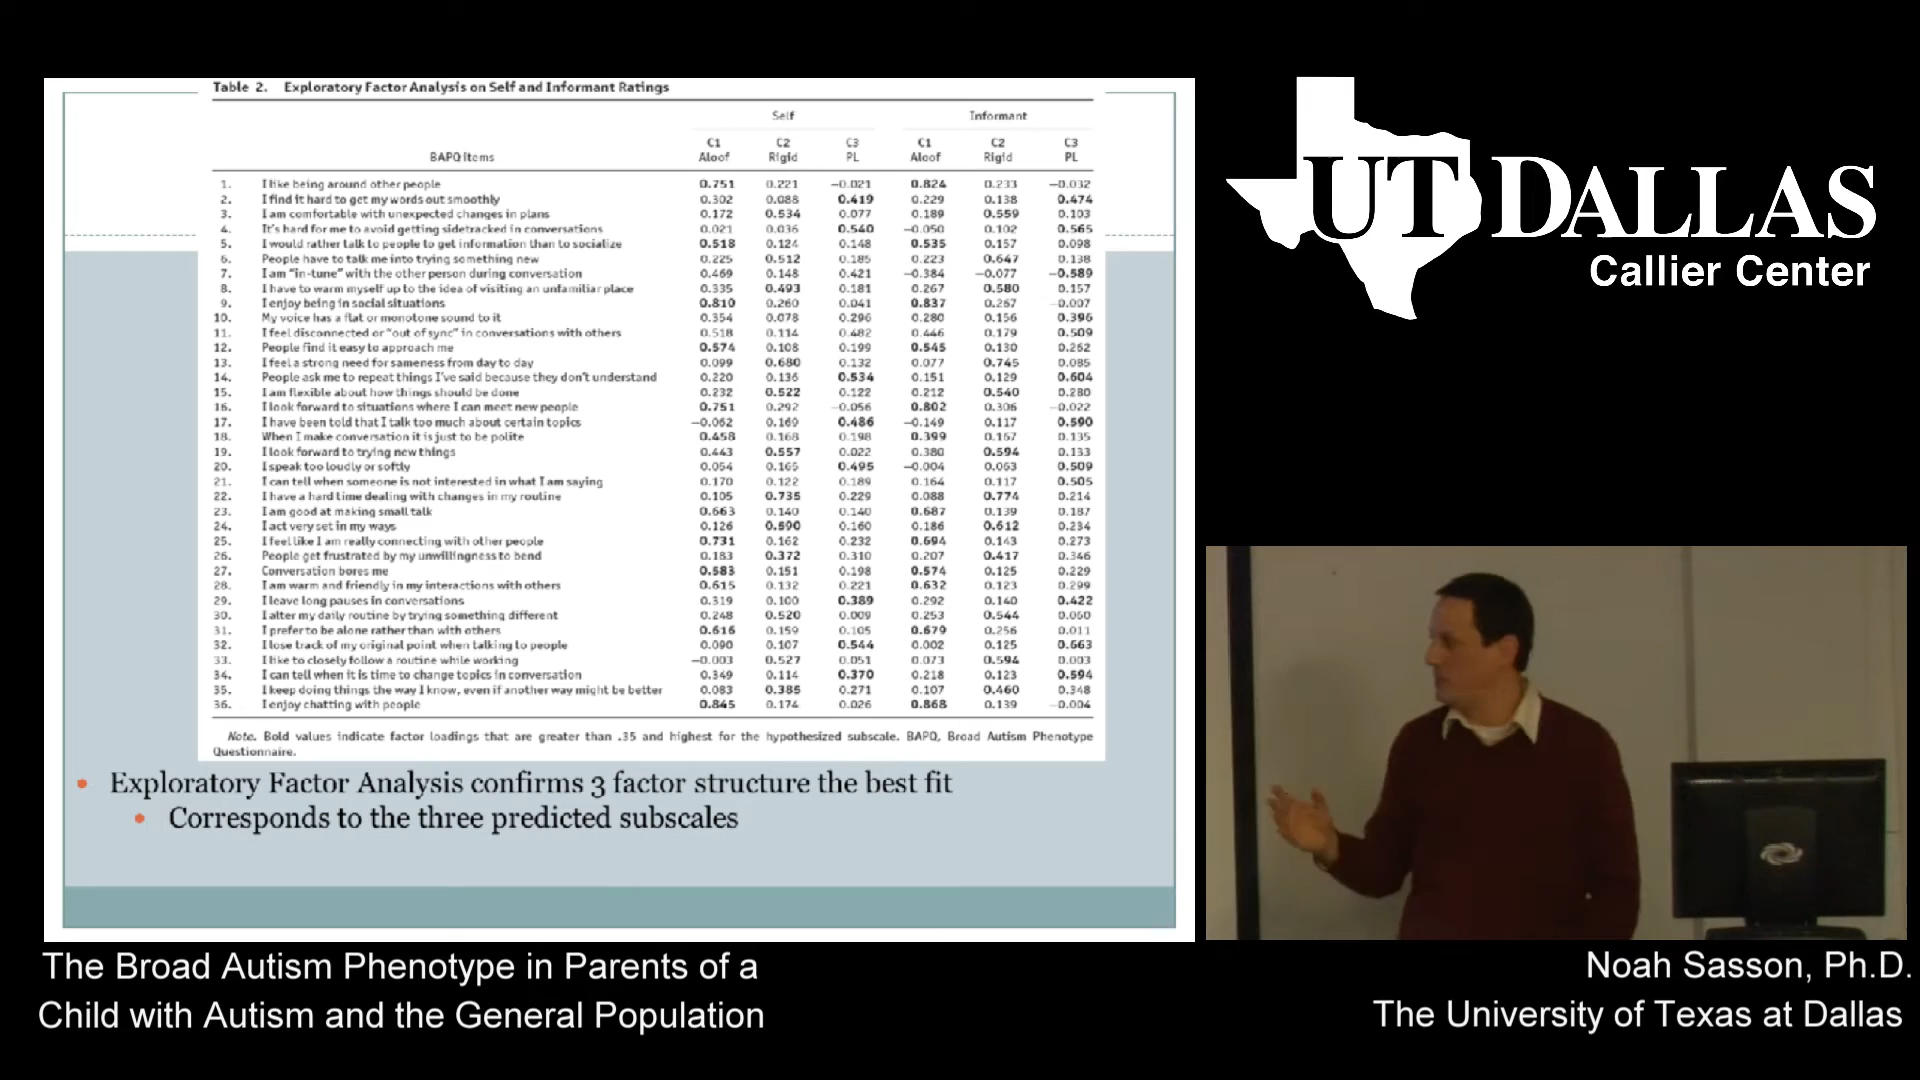 Table 2. Exploratory Factor Analysis on Self and Informant Ratings
Self Informant
C1 C2 C3 C1 C2 C3
BAPQ items Aloof Rigid PL Aloof Rigid PL
1. I like being around other people 0.751 0.221 −0.021 0.824 0.233 −0.032
2. I find it hard to get my words out smoothly 0.302 0.088 0.419 0.229 0.138 0.474
3. I am comfortable with unexpected changes in plans 0.172 0.534 0.077 0.189 0.559 0.103
4. It's hard for me to avoid getting sidetracked in conversations 0.021 0.036 0.540 −0.050 0.102 0.565
5. I would rather talk to people to get information than to socialize 0.518 0.124 0.148 0.535 0.157 0.098
6. People have to talk me into trying something new 0.225 0.512 0.185 0.223 0.647 0.138
7. I am "in-tune" with the other person during conversation 0.469 0.148 0.421 −0.384 −0.077 −0.589
8. I have to warm myself up to the idea of visiting an unfamiliar place 0.335 0.493 0.181 0.267 0.580 0.157
9. I enjoy being in social situations 0.810 0.260 0.041 0.837 0.267 −0.007
10. My voice has a flat or monotone sound to it 0.354 0.078 0.296 0.280 0.156 0.396
11. I feel disconnected or "out of sync" in conversations with others 0.518 0.114 0.482 0.446 0.179 0.509
12. People find it easy to approach me 0.574 0.108 0.199 0.545 0.130 0.262
13. I feel a strong need for sameness from day to day 0.099 0.680 0.132 0.077 0.745 0.085
14. People ask me to repeat things I've said because they don't understand 0.220 0.136 0.534 0.151 0.129 0.604
15. I am flexible about how things should be done 0.232 0.522 0.122 0.212 0.540 0.280
16. I look forward to situations where I can meet new people 0.751 0.292 −0.056 0.802 0.306 −0.022
17. I have been told that I talk too much about certain topics −0.062 0.169 0.486 −0.149 0.117 0.590
18. When I make conversation it is just to be polite 0.458 0.168 0.198 0.399 0.167 0.135
19. I look forward to trying new things 0.443 0.557 0.022 0.380 0.594 0.133
20. I speak too loudly or softly 0.054 0.165 0.495 −0.004 0.063 0.509
21. I can tell when someone is not interested in what I am saying 0.170 0.122 0.189 0.164 0.117 0.505
22. I have a hard time dealing with changes in my routine 0.105 0.735 0.229 0.088 0.774 0.214
23. I am good at making small talk 0.663 0.140 0.140 0.687 0.139 0.187
24. I act very set in my ways 0.126 0.590 0.160 0.186 0.612 0.234
25. I feel like I am really connecting with other people 0.731 0.162 0.232 0.694 0.143 0.273
26. People get frustrated by my unwillingness to bend 0.183 0.372 0.310 0.207 0.417 0.346
27. Conversation bores me 0.583 0.151 0.198 0.574 0.125 0.229
28. I am warm and friendly in my interactions with others 0.615 0.132 0.221 0.632 0.123 0.299
29. I leave long pauses in conversations 0.319 0.100 0.389 0.292 0.140 0.422
30. I alter my daily routine by trying something different 0.248 0.520 0.009 0.253 0.544 0.060
31. I prefer to be alone rather than with others 0.616 0.159 0.105 0.679 0.256 0.011
32. I lose track of my original point when talking to people 0.090 0.107 0.544 0.002 0.125 0.663
33. I like to closely follow a routine while working −0.003 0.527 0.051 0.073 0.594 0.003
34. I can tell when it is time to change topics in conversation 0.349 0.114 0.370 0.218 0.123 0.594
35. I keep doing things the way I know, even if another way might be better 0.083 0.385 0.271 0.107 0.460 0.348
36. I enjoy chatting with people 0.845 0.174 0.026 0.868 0.139 −0.004
Note. Bold values indicate factor loadings that are greater than .35 and highest for the hypothesized subscale. BAPQ, Broad Autism Phenotype
Questionnaire.
• Exploratory Factor Analysis confirms 3 factor structure the best fit
• Corresponds to the three predicted subscales
UT DALLAS
Callier Center
The Broad Autism Phenotype in Parents of a
Child with Autism and the General Population
Noah Sasson, Ph.D.
The University of Texas at Dallas